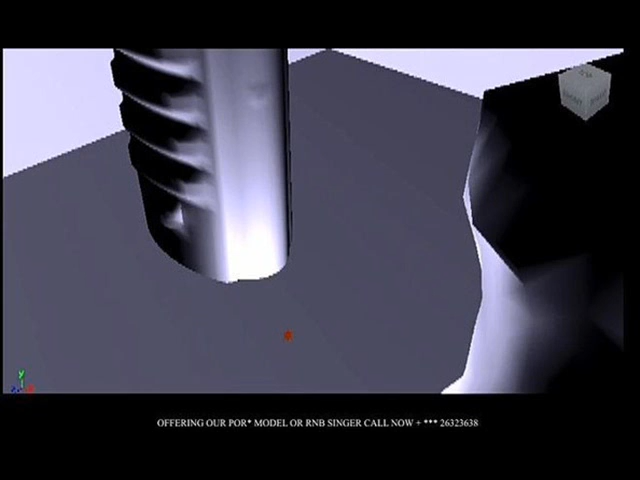 OFFERING OUR POR* MODEL OR RNB SINGER CALL NOW + *** 26323638
Y